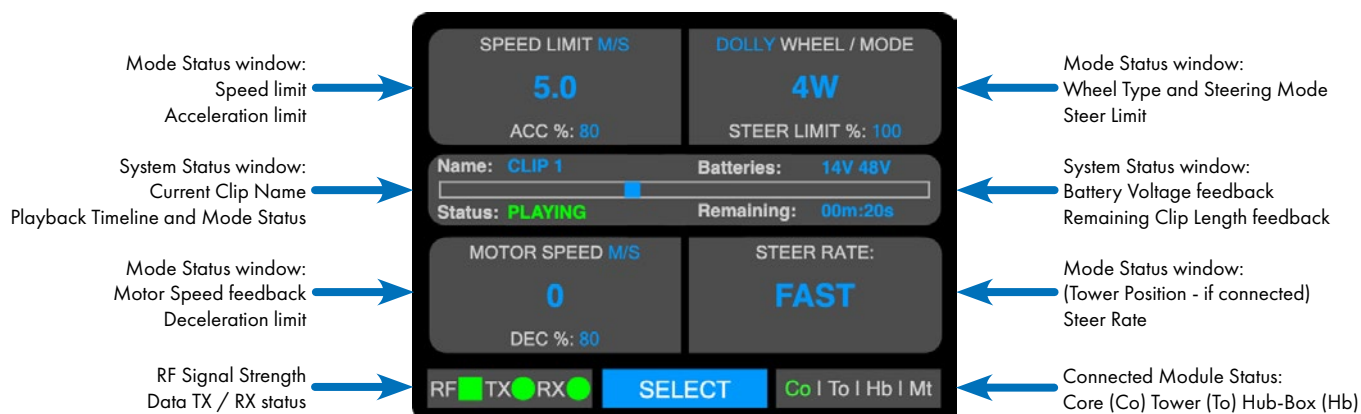 Mode Status window:
Speed limit
Acceleration limit
System Status window:
Current Clip Name
Playback Timeline and Mode Status
Mode Status window:
Motor Speed feedback
Deceleration limit
RF Signal Strength
Data TX / RX status
SPEED LIMIT M/S
5.0
ACC %: 80
DOLLY WHEEL / MODE
4W
STEER LIMIT %: 100
Name: CLIP 1 Batteries: 14V 48V
Status: PLAYING Remaining: 00m:20s
MOTOR SPEED M/S
0
DEC %: 80
STEER RATE:
FAST
RF TX RX SELECT Co I To I Hb I Mt
Mode Status window:
Wheel Type and Steering Mode
Steer Limit
System Status window:
Battery Voltage feedback
Remaining Clip Length feedback
Mode Status window:
(Tower Position - if connected)
Steer Rate
Connected Module Status:
Core (Co) Tower (To) Hub-Box (Hb)